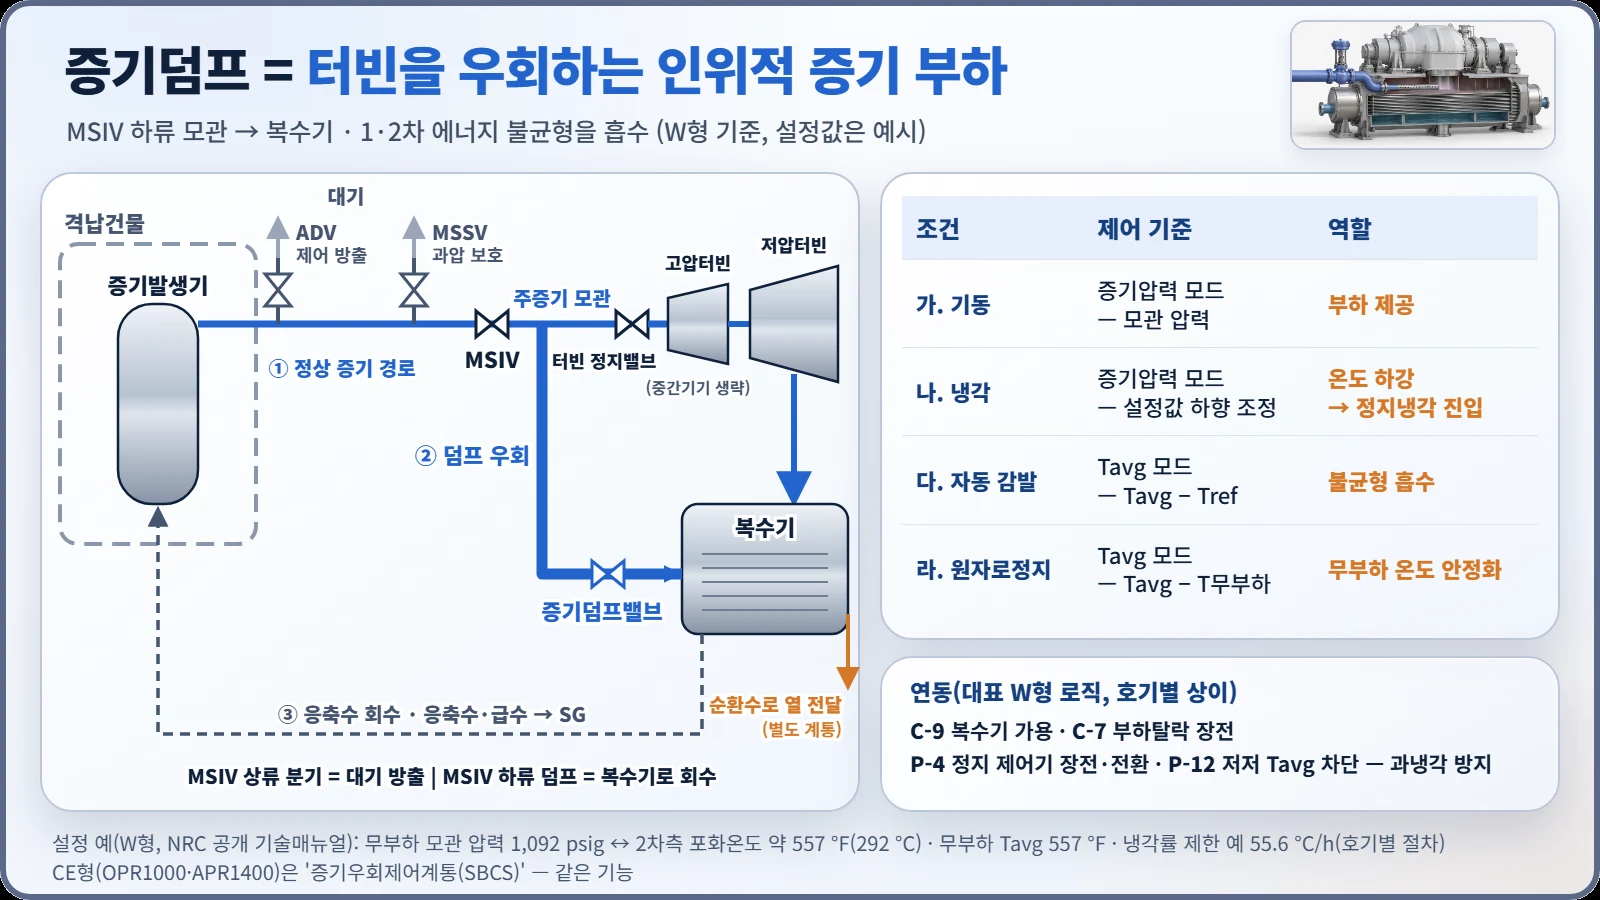 증기덤프 = 터빈을 우회하는 인위적 증기 부하
MSIV 하류 모관 → 복수기 · 1·2차 에너지 불균형을 흡수 (W형 기준, 설정값은 예시)
대기
격납건물
ADV
제어 방출
MSSV
과압 보호
증기발생기
주증기 모관
고압터빈
저압터빈
① 정상 증기 경로
MSIV
터빈 정지밸브
(중간기기 생략)
② 덤프 우회
복수기
증기덤프밸브
③ 응축수 회수 · 응축수·급수 → SG
순환수로 열 전달
(별도 계통)
MSIV 상류 분기 = 대기 방출 | MSIV 하류 덤프 = 복수기로 회수
조건 제어 기준 역할
가. 기동 증기압력 모드 — 모관 압력 부하 제공
나. 냉각 증기압력 모드 — 설정값 하향 조정 온도 하강 → 정지냉각 진입
다. 자동 감발 Tavg 모드 — Tavg − Tref 불균형 흡수
라. 원자로정지 Tavg 모드 — Tavg − T무부하 무부하 온도 안정화
연동(대표 W형 로직, 호기별 상이)
C-9 복수기 가용 · C-7 부하탈락 장전
P-4 정지 제어기 장전·전환 · P-12 저저 Tavg 차단 — 과냉각 방지
설정 예(W형, NRC 공개 기술매뉴얼): 무부하 모관 압력 1,092 psig ↔ 2차측 포화온도 약 557 °F(292 °C) · 무부하 Tavg 557 °F · 냉각률 제한 예 55.6 °C/h(호기별 절차)
CE형(OPR1000·APR1400)은 '증기우회제어계통(SBCS)' — 같은 기능